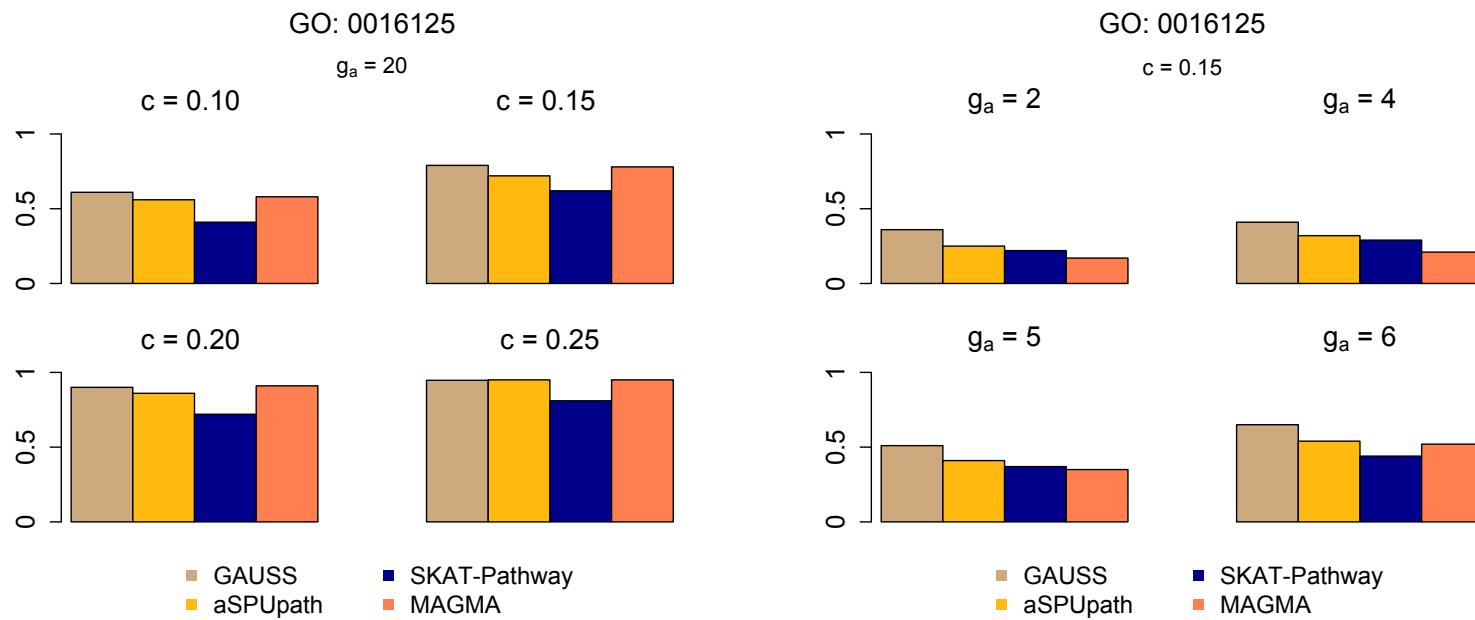 GO: 0016125
gₐ = 20
c = 0.10
c = 0.15
0 0.5 1
c = 0.20
c = 0.25
0 0.5 1
GAUSS
SKAT-Pathway
aSPUpath
MAGMA
GO: 0016125
c = 0.15
gₐ = 2
gₐ = 4
0 0.5 1
gₐ = 5
gₐ = 6
0 0.5 1
GAUSS
SKAT-Pathway
aSPUpath
MAGMA